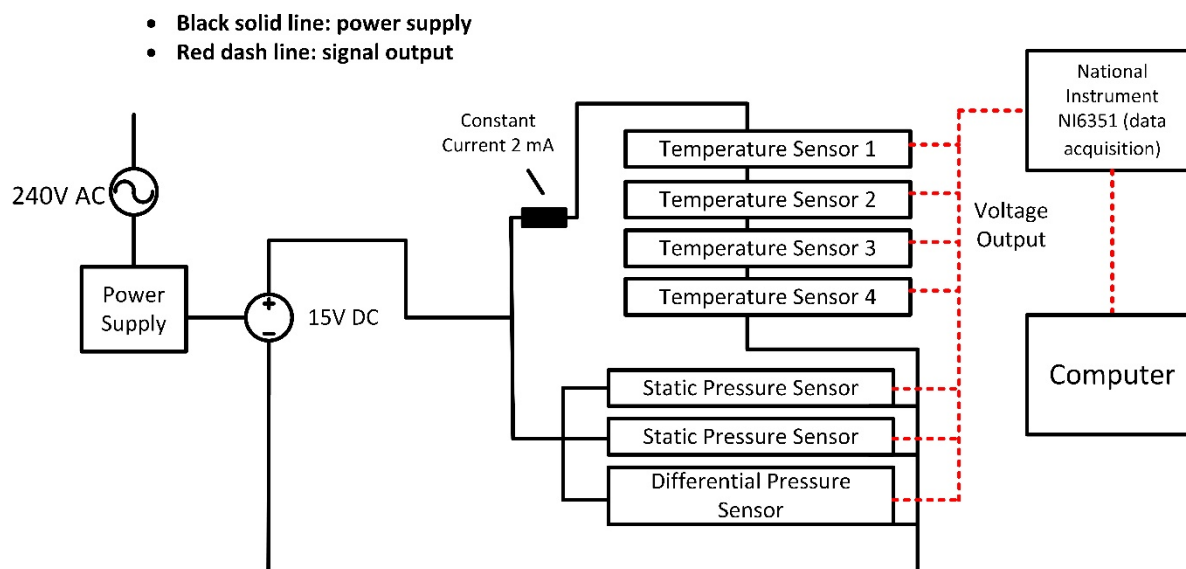 • Black solid line: power supply
• Red dash line: signal output
National
Instrument
NI6351 (data
acquisition)
Constant
Current 2 mA
Temperature Sensor 1
240V AC
Temperature Sensor 2
Voltage
Output
Temperature Sensor 3
Temperature Sensor 4
Power
Supply
+
−
15V DC
Static Pressure Sensor
Computer
Static Pressure Sensor
Differential Pressure
Sensor